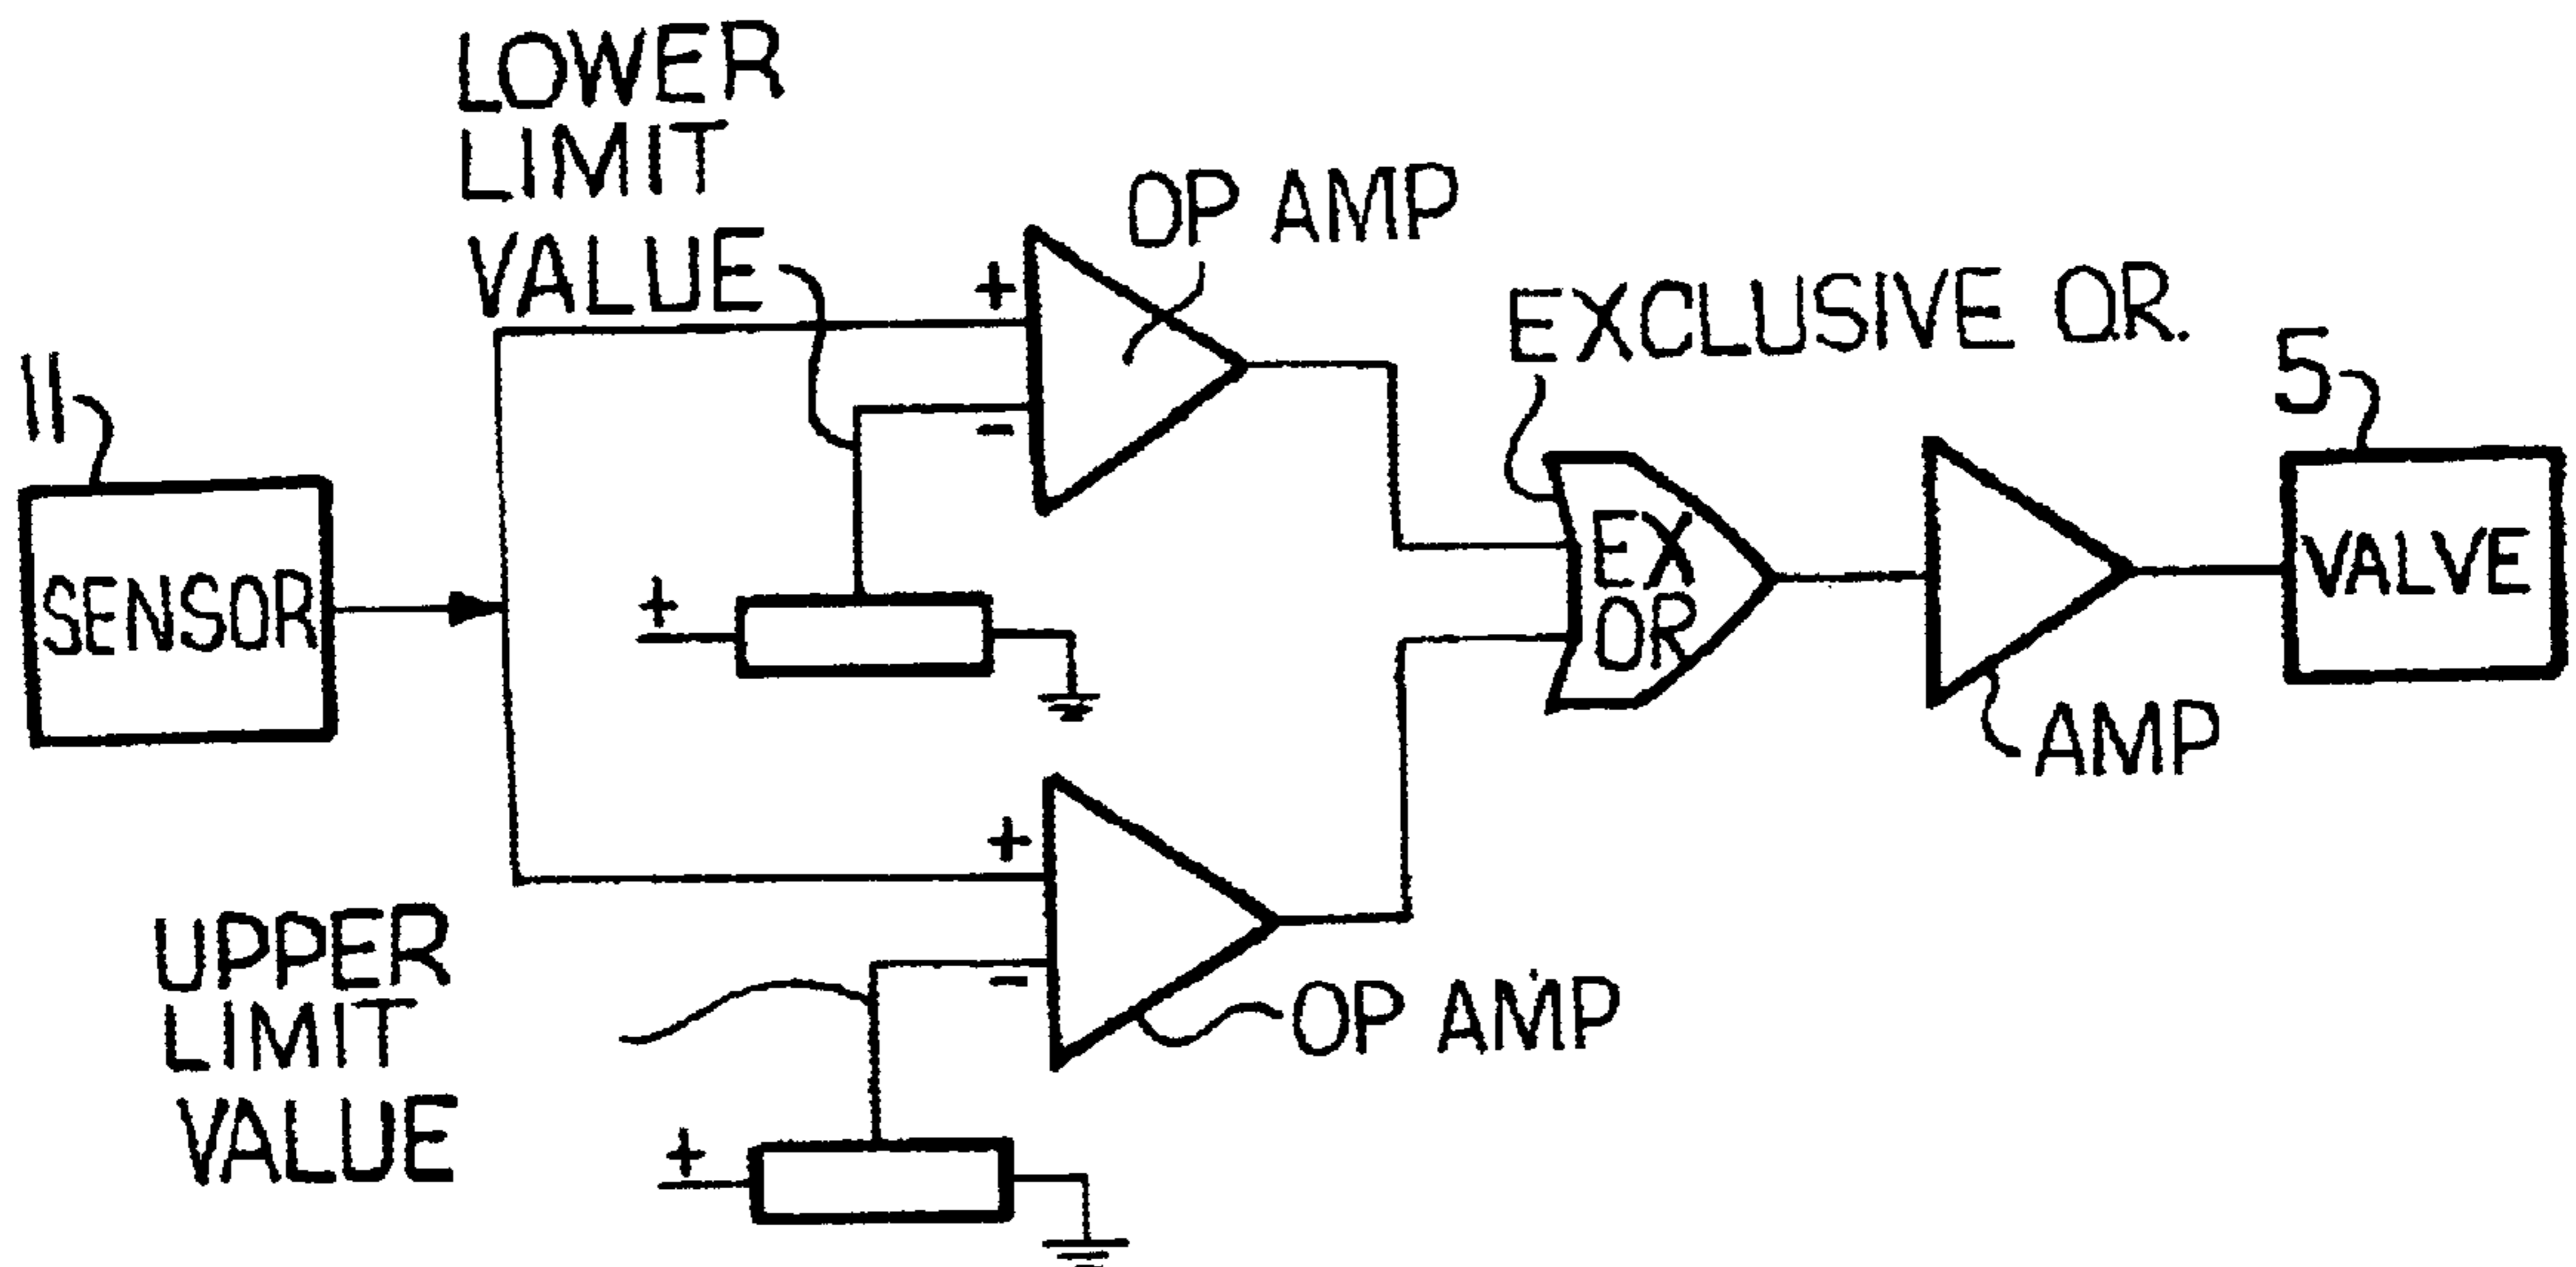 LOWER
LIMIT
VALUE
OP AMP
EXCLUSIVE OR.
11
5
+
-
SENSOR
EX
OR
VALVE
+
AMP
+
-
UPPER
LIMIT
VALUE
OP AMP
+